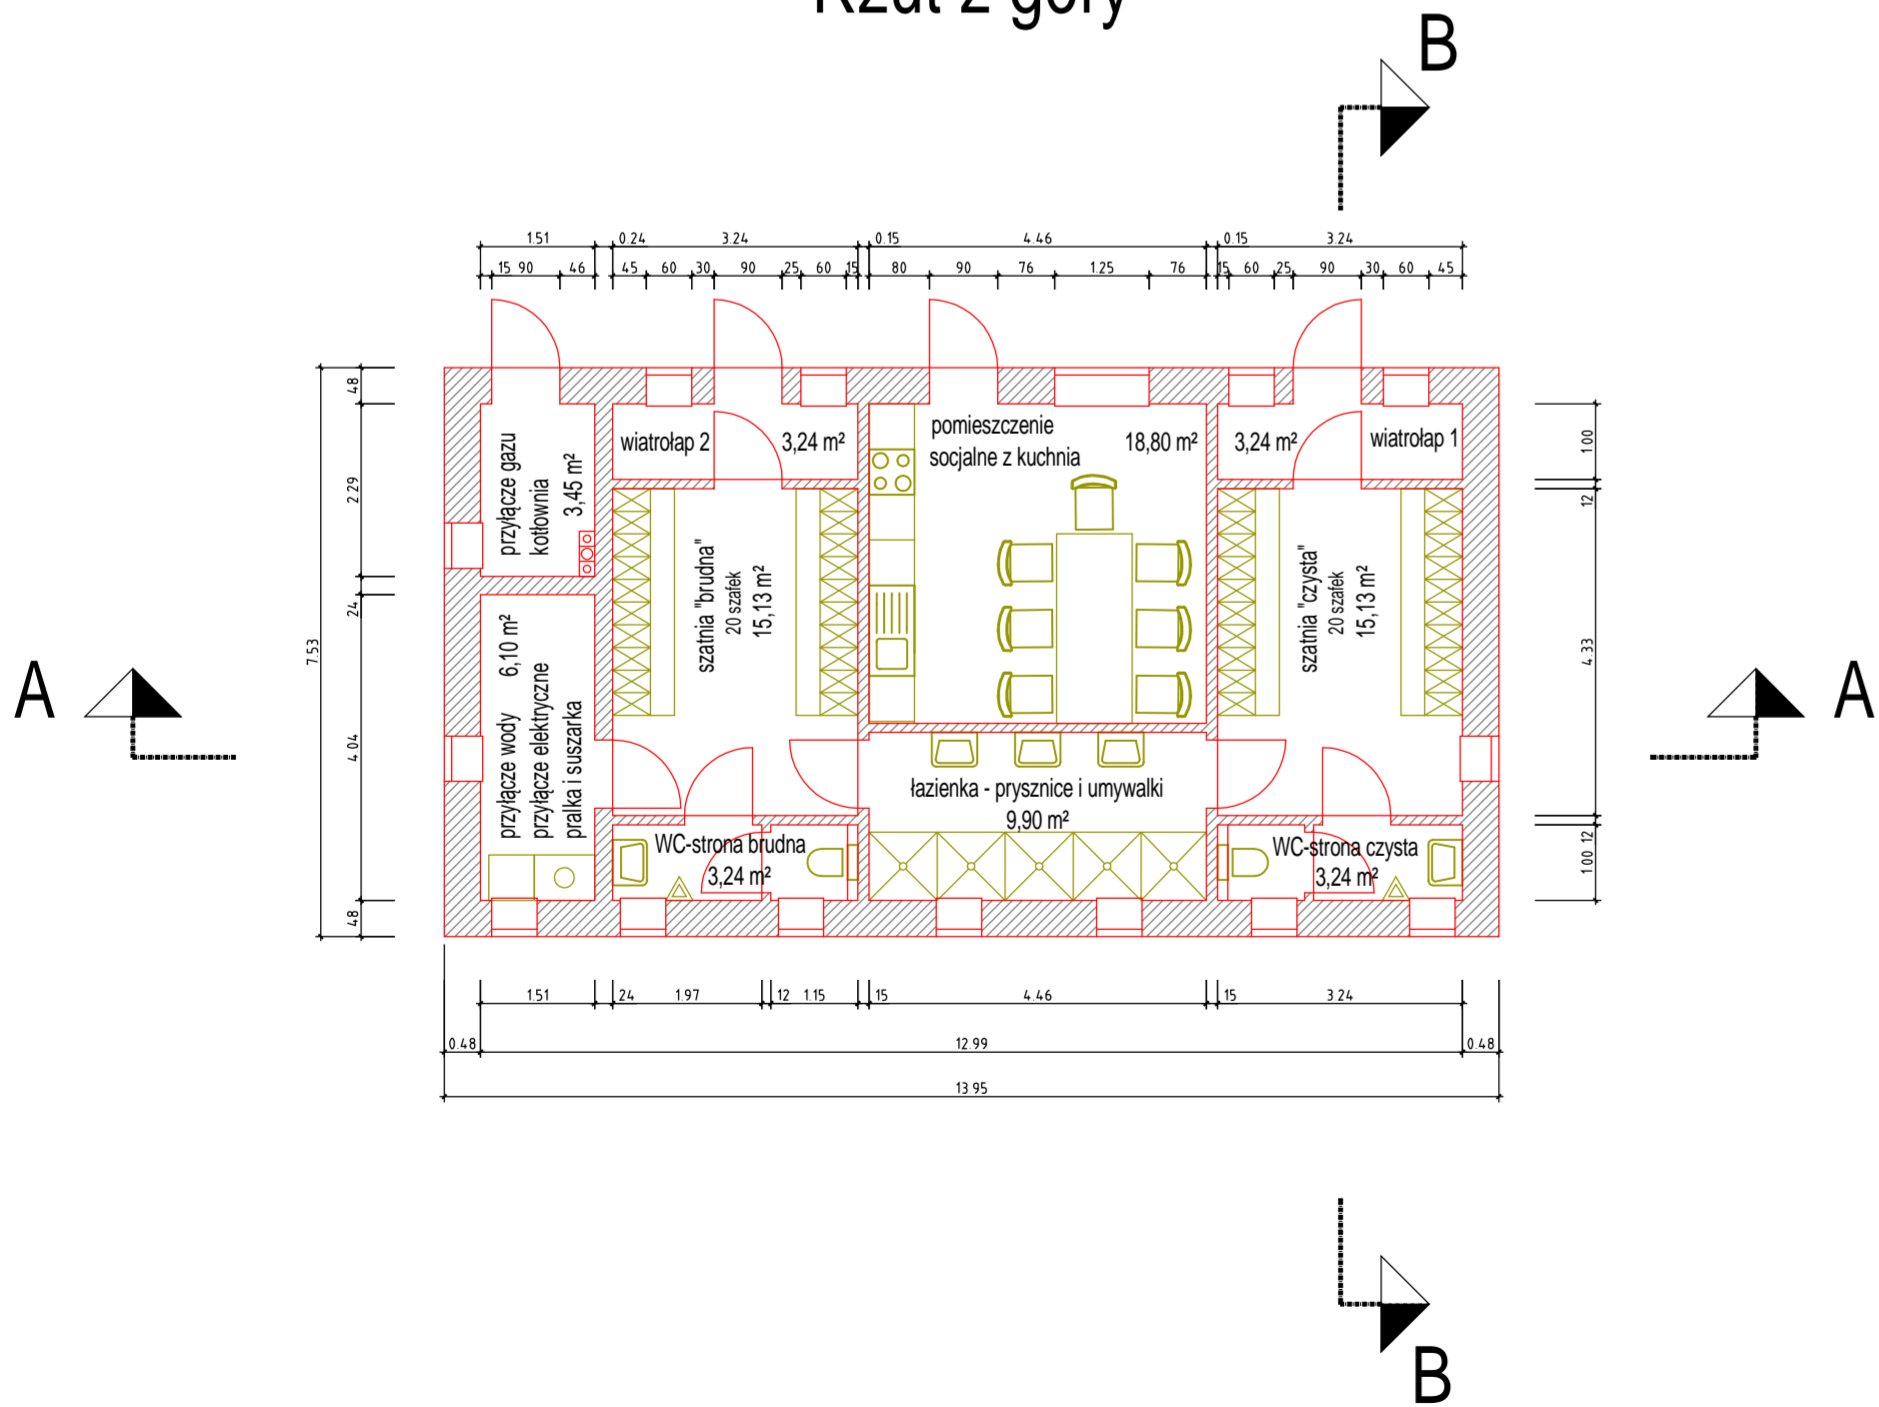 Rzut z góry
B
1.51
0.24
3.24
0.15
4.46
0.15
3.24
15 90 46
45 60 30 90 25 60 15
80 90 76 1.25 76
15 60 25 90 30 60 45
7.53
48
2.29
24
4.04
48
1.00
12
4.33
12
1.00
przyłącze gazu
kotłownia
3,45 m²
wiatrołap 2 3,24 m²
pomieszczenie
socjalne z kuchnia
18,80 m²
3,24 m² wiatrołap 1
szatnia "brudna"
20 szafek
15,13 m²
szatnia "czysta"
20 szafek
15,13 m²
przyłącze wody 6,10 m²
przyłącze elektryczne
pralka i suszarka
A
A
łazienka - prysznice i umywalki
9,90 m²
WC-strona brudna
3,24 m²
WC-strona czysta
3,24 m²
1.51 24 1.97 12 1.15 15 4.46 15 3.24
0.48 12.99 0.48
13.95
B